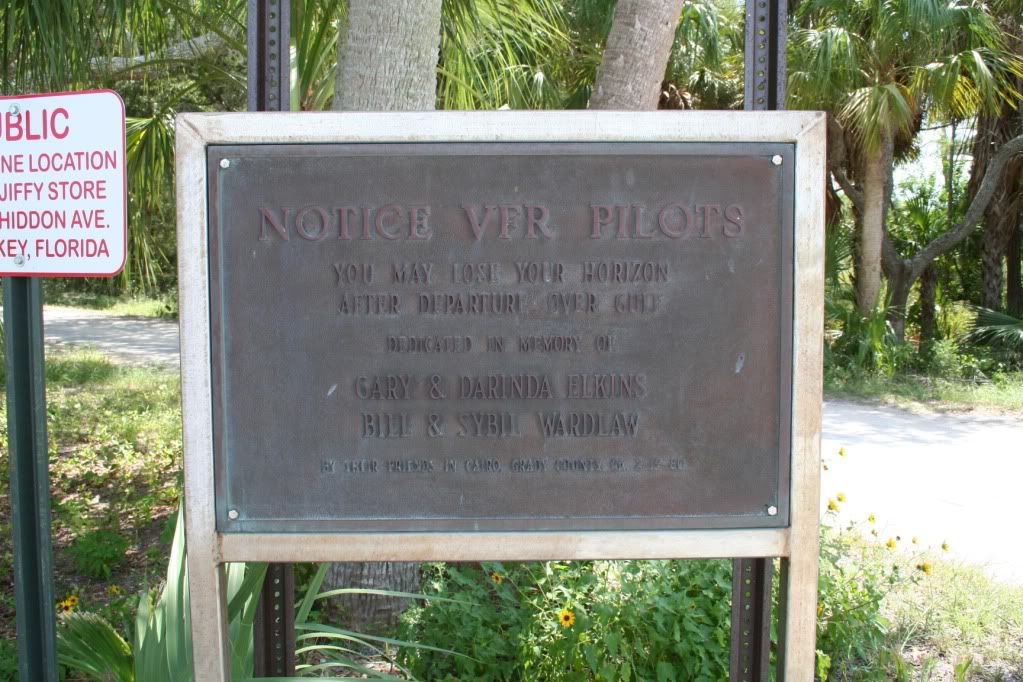 UBLIC
NE LOCATION
JIFFY STORE
HIDDON AVE.
KEY, FLORIDA
NOTICE VFR PILOTS
YOU MAY LOSE YOUR HORIZON
AFTER DEPARTURE OVER GULF
DEDICATED IN MEMORY OF
GARY & DARINDA ELKINS
BILL & SYBIL WARDLAW
BY THEIR FRIENDS IN CAIRO, GRADY COUNTY, GA.